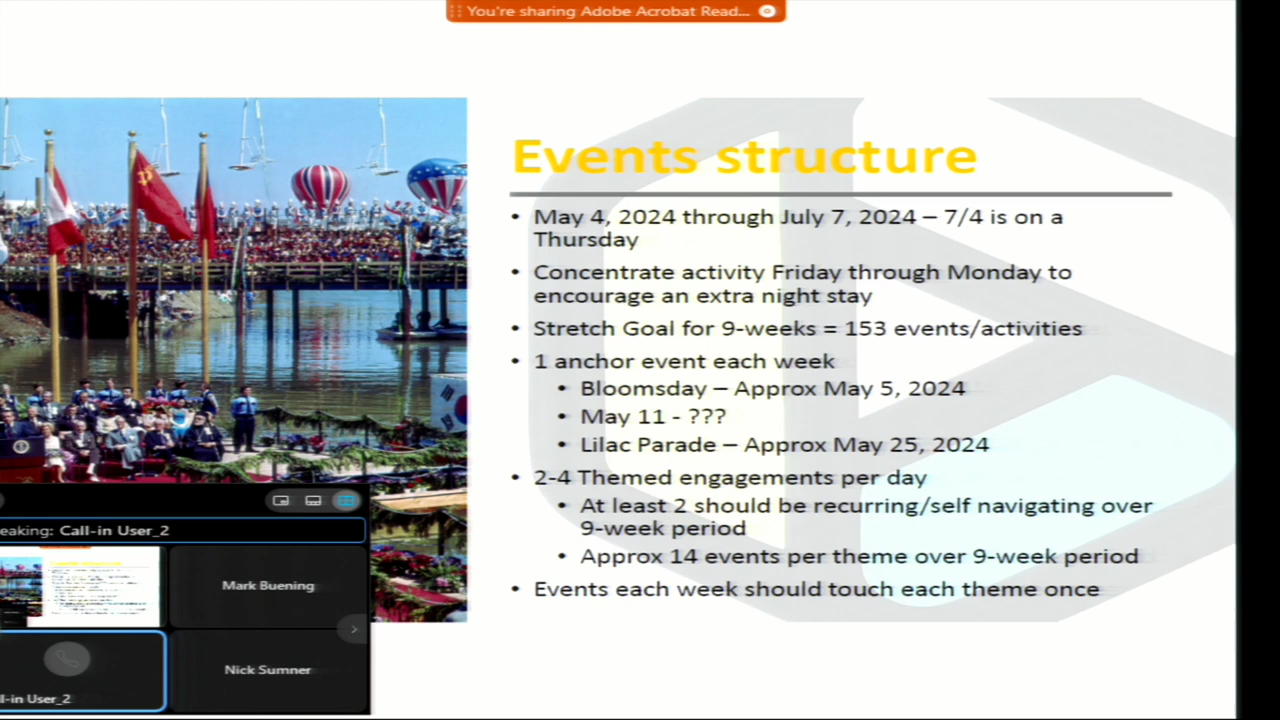 You're sharing Adobe Acrobat Read...
Events structure
• May 4, 2024 through July 7, 2024 – 7/4 is on a
Thursday
• Concentrate activity Friday through Monday to
encourage an extra night stay
• Stretch Goal for 9-weeks = 153 events/activities
• 1 anchor event each week
• Bloomsday – Approx May 5, 2024
• May 11 - ???
• Lilac Parade – Approx May 25, 2024
• 2-4 Themed engagements per day
• At least 2 should be recurring/self navigating over
9-week period
• Approx 14 events per theme over 9-week period
• Events each week should touch each theme once
eaking: Call-in User_2
Mark Buening
ll-in User_2
Nick Sumner